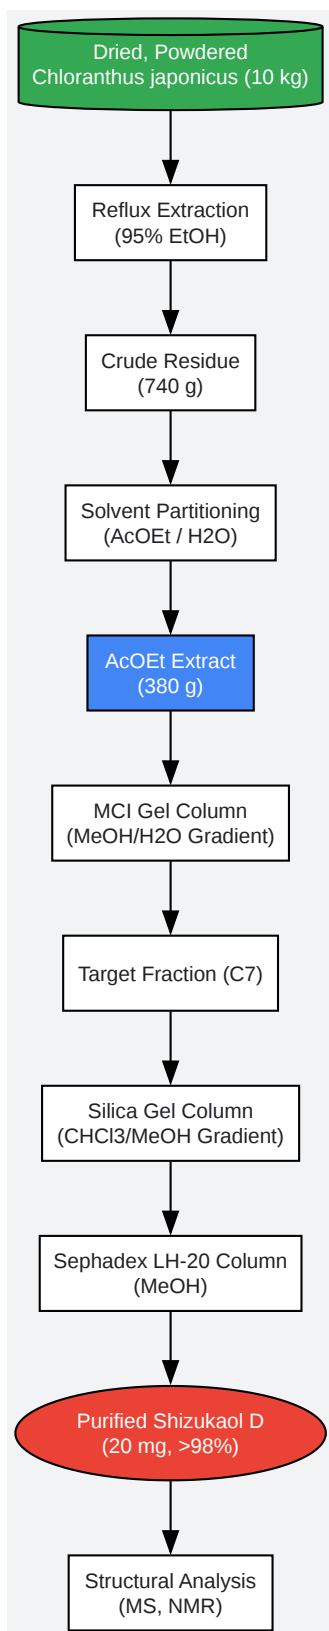 Dried, Powdered
Chloranthus japonicus (10 kg)
Reflux Extraction
(95% EtOH)
Crude Residue
(740 g)
Solvent Partitioning
(AcOEt / H2O)
AcOEt Extract
(380 g)
MCI Gel Column
(MeOH/H2O Gradient)
Target Fraction (C7)
Silica Gel Column
(CHCl3/MeOH Gradient)
Sephadex LH-20 Column
(MeOH)
Purified Shizukaol D
(20 mg, >98%)
Structural Analysis
(MS, NMR)